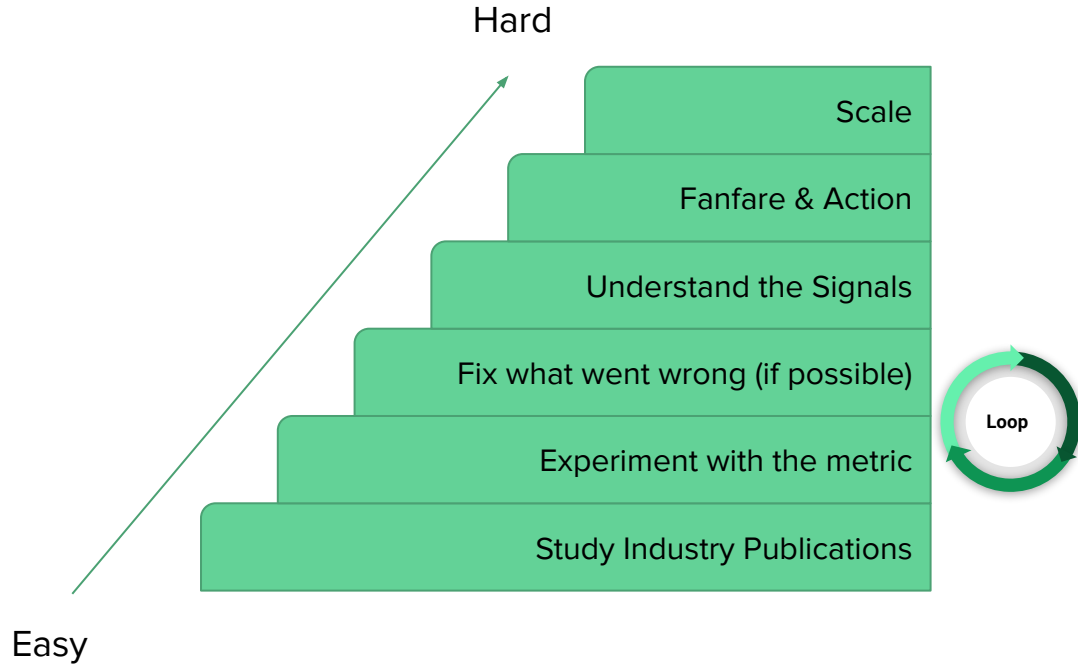 Hard
Scale
Fanfare & Action
Understand the Signals
Fix what went wrong (if possible)
Loop
Experiment with the metric
Study Industry Publications
Easy